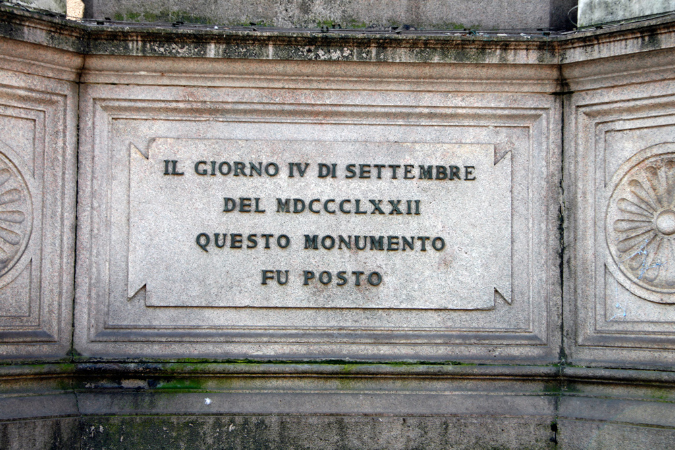 IL GIORNO IV DI SETTEMBRE
DEL MDCCCLXXII
QUESTO MONUMENTO
FU POSTO